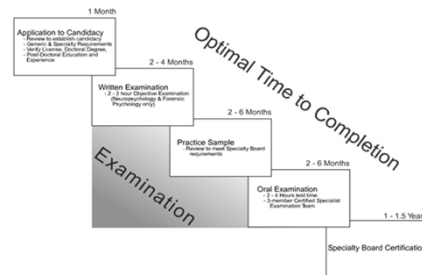 1 Month
Application to Candidacy
- Review to establish candidacy
- Generic & Specialty Requirements
- Verify License, Doctoral Degree,
- Post-Doctoral Education and
Experience
Optimal Time to Completion
2 - 4 Months
Written Examination
- 2 - 3 hour Objective Examination
(Neuropsychology & Forensic
Psychology only)
2 - 6 Months
Practice Sample
- Review to meet Specialty Board
requirements
Examination
2 - 6 Months
Oral Examination
- 3 - 4 Hours test time
- 3-member Certified Specialist
Examination Team
1 - 1.5 Year
Specialty Board Certificatio